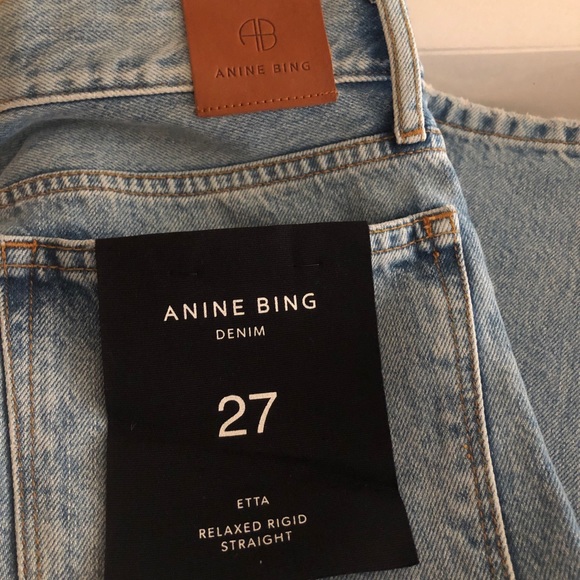 AB
ANINE BING
ANINE BING
DENIM
27
ETTA
RELAXED RIGID
STRAIGHT